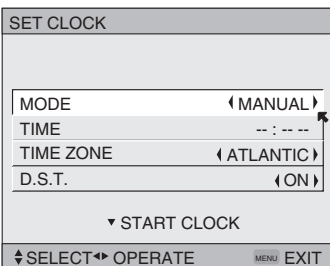 SET CLOCK
MODE MANUAL
TIME -- : -- --
TIME ZONE ATLANTIC
D.S.T. ON
START CLOCK
SELECT OPERATE MENU EXIT